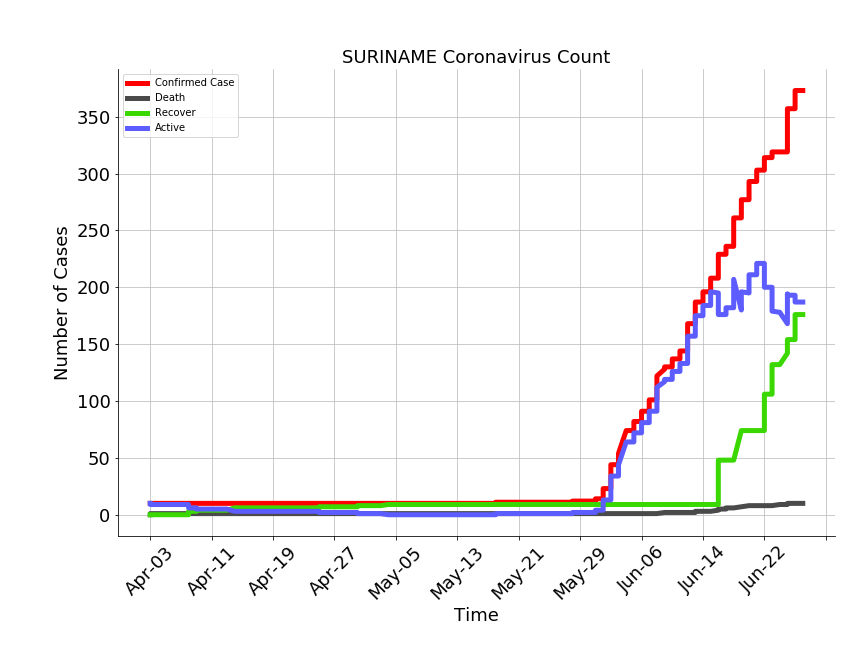 SURINAME Coronavirus Count
Confirmed Case
Death
Recover
Active
350
300
250
200
150
100
50
0
Number of Cases
Apr-03
Apr-11
Apr-19
Apr-27
May-05
May-13
May-21
May-29
Jun-06
Jun-14
Jun-22
Time